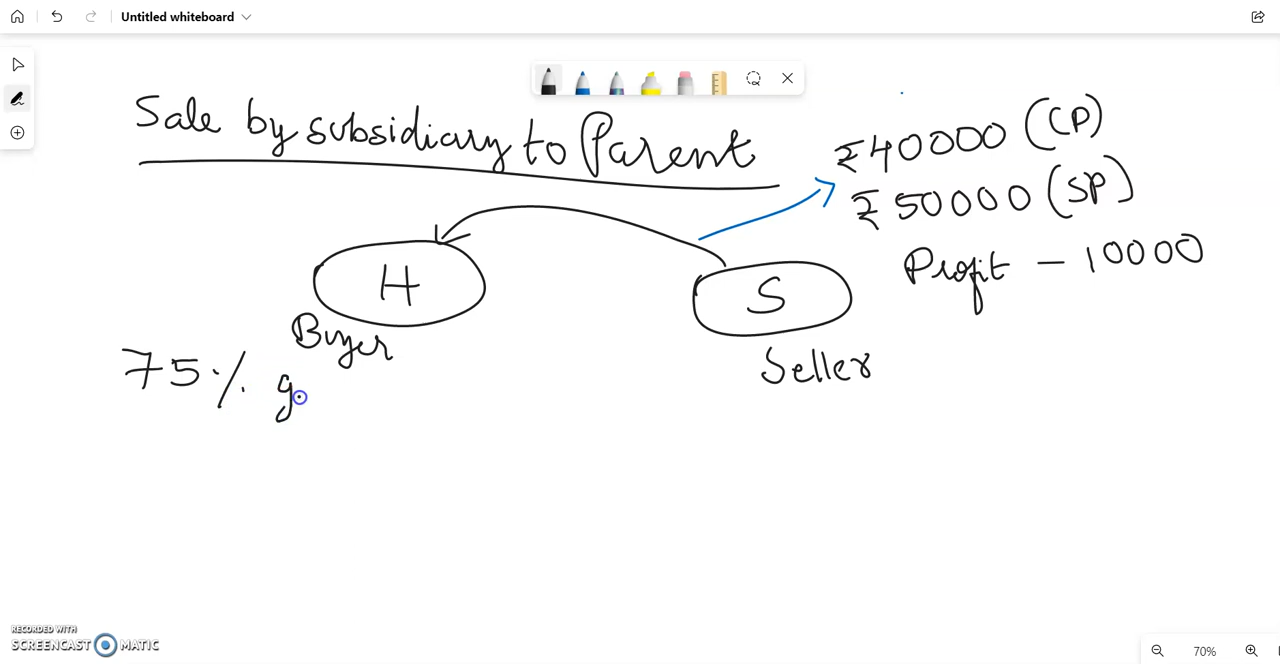 Untitled whiteboard
Sale by subsidiary to Parent
₹40000 (CP)
₹50000 (SP)
Profit - 10000
H
S
Buyer
Seller
75% g
RECORDED WITH
SCREENCAST MATIC
70%